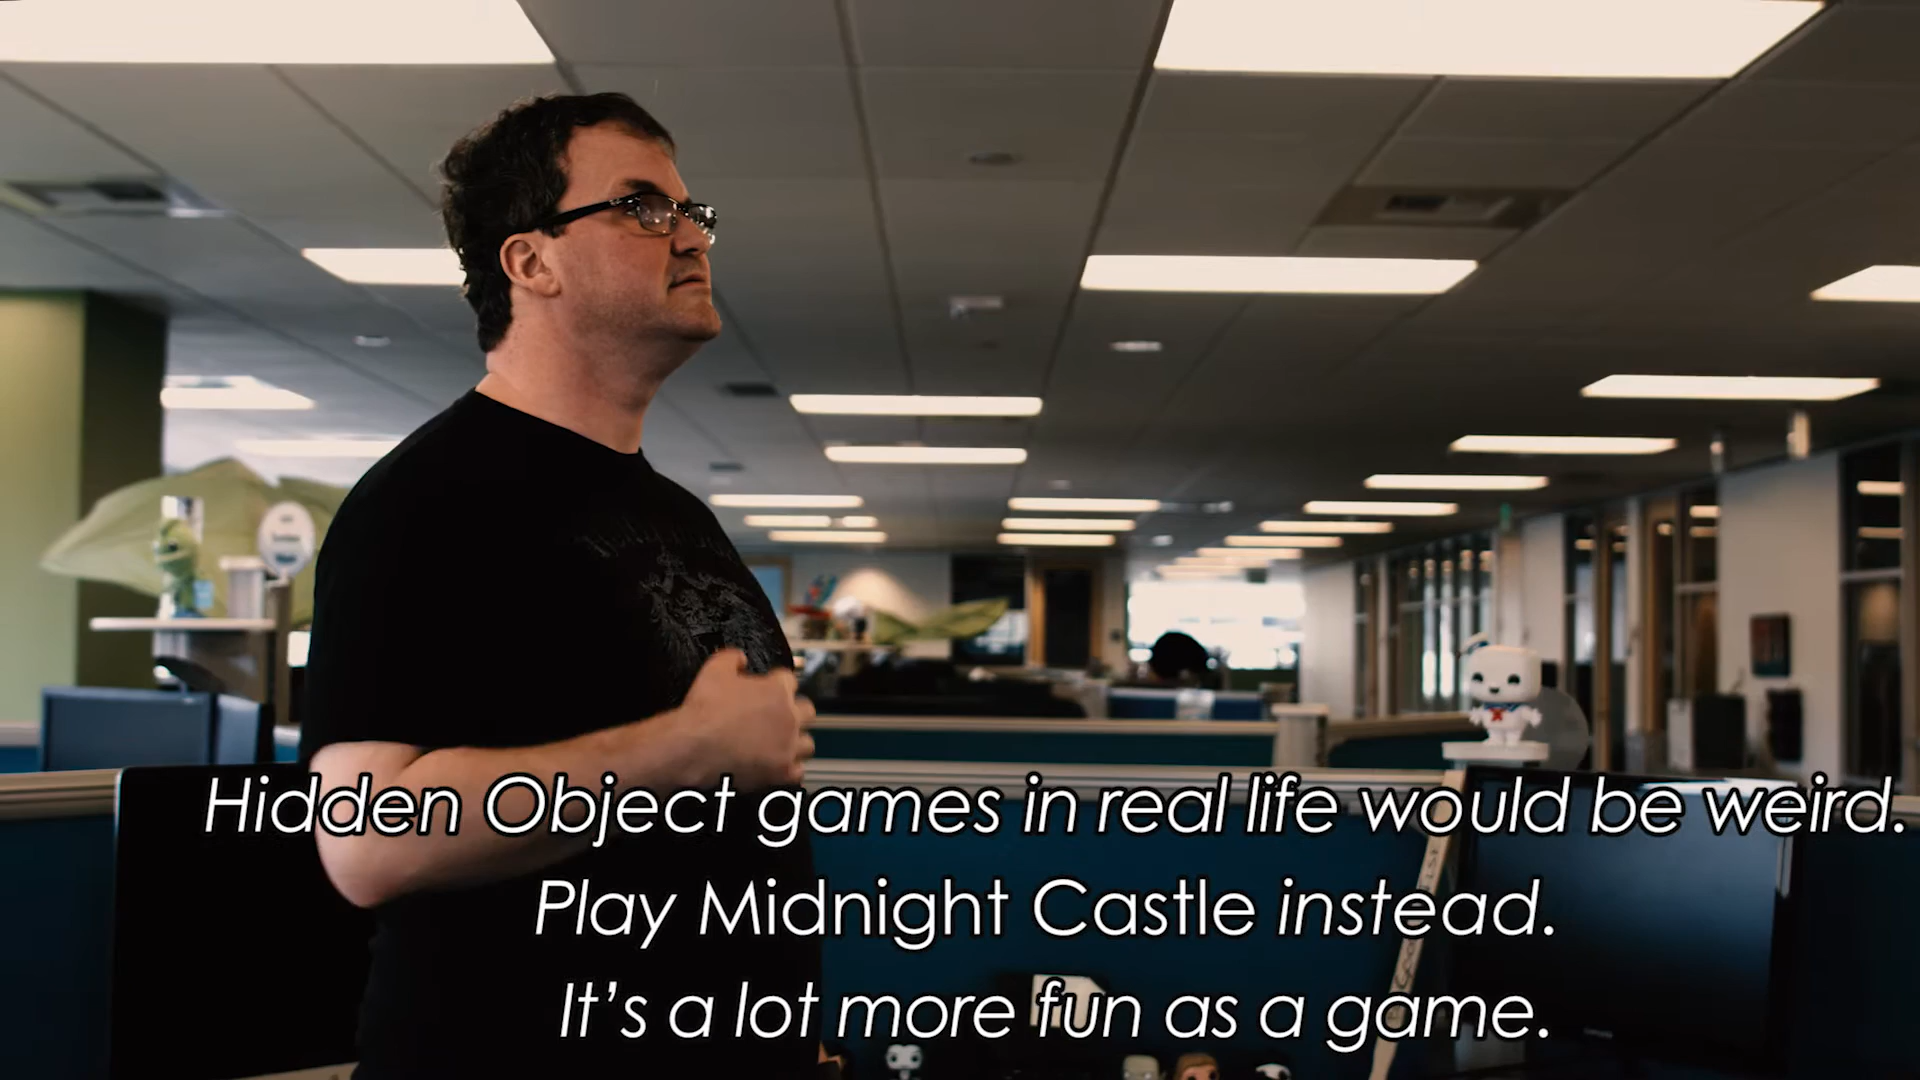 Hidden Object games in real life would be weird.
Play Midnight Castle instead.
It’s a lot more fun as a game.